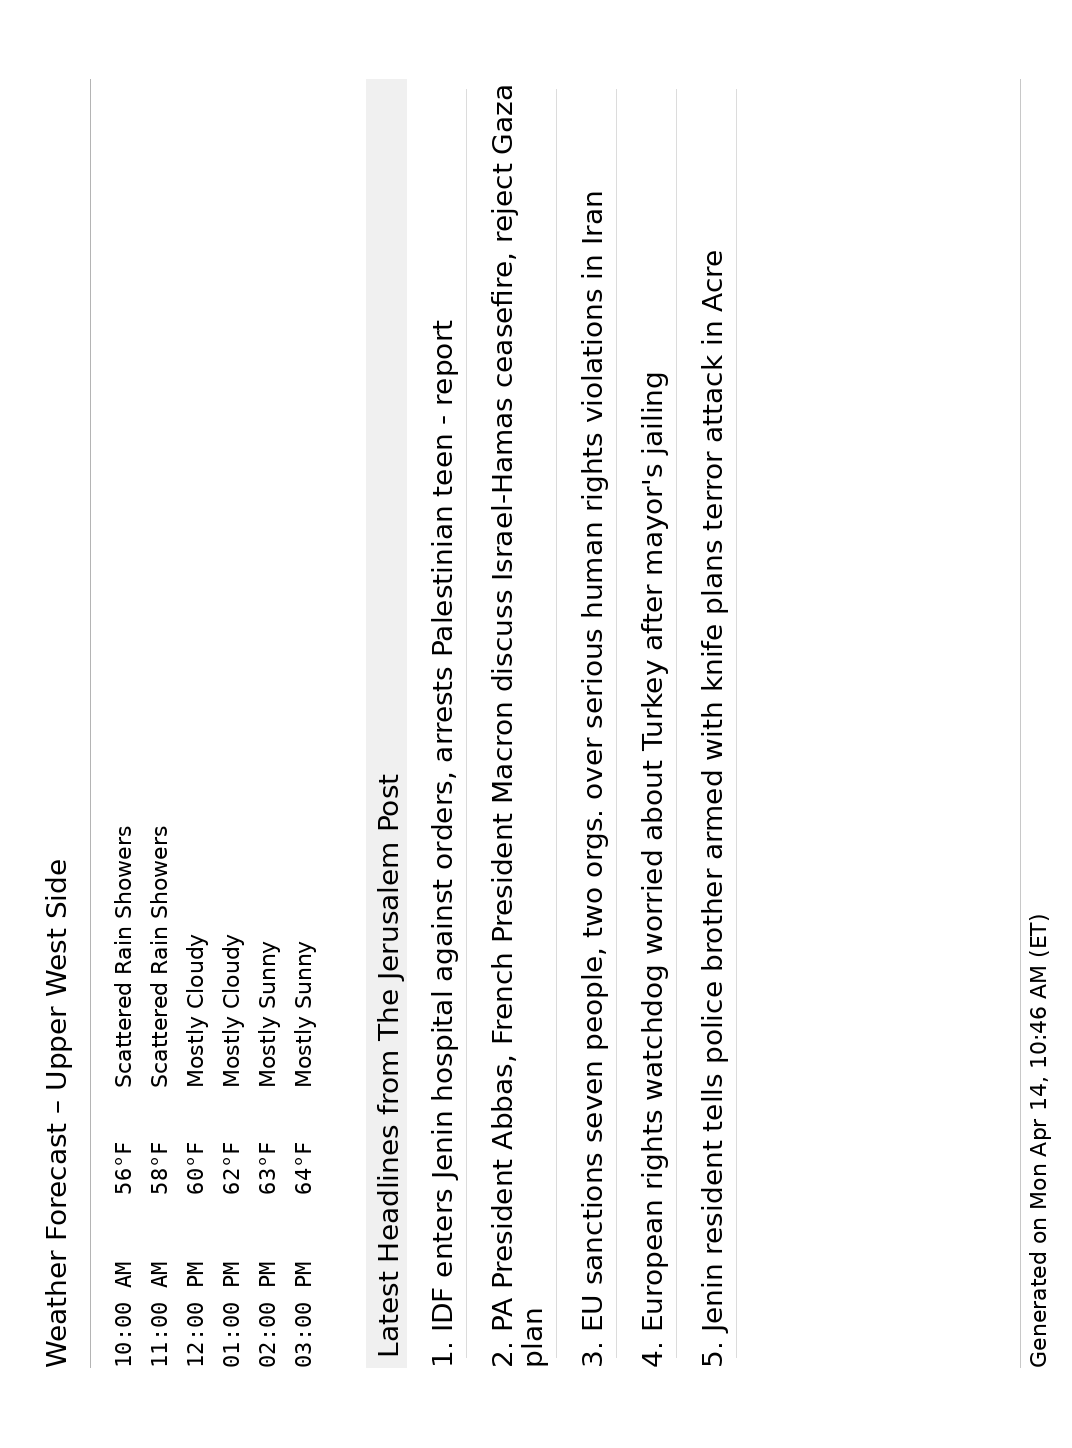 Weather Forecast – Upper West Side
10:00 AM 56°F Scattered Rain Showers
11:00 AM 58°F Scattered Rain Showers
12:00 PM 60°F Mostly Cloudy
01:00 PM 62°F Mostly Cloudy
02:00 PM 63°F Mostly Sunny
03:00 PM 64°F Mostly Sunny
Latest Headlines from The Jerusalem Post
1. IDF enters Jenin hospital against orders, arrests Palestinian teen - report
2. PA President Abbas, French President Macron discuss Israel-Hamas ceasefire, reject Gaza
plan
3. EU sanctions seven people, two orgs. over serious human rights violations in Iran
4. European rights watchdog worried about Turkey after mayor's jailing
5. Jenin resident tells police brother armed with knife plans terror attack in Acre
Generated on Mon Apr 14, 10:46 AM (ET)